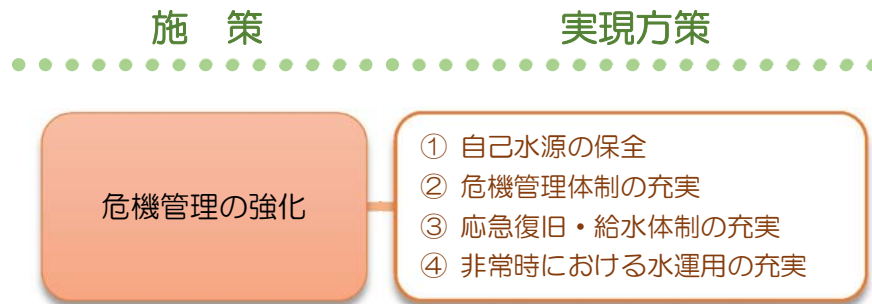 施 策
実現方策
危機管理の強化
① 自己水源の保全
② 危機管理体制の充実
③ 応急復旧・給水体制の充実
④ 非常時における水運用の充実